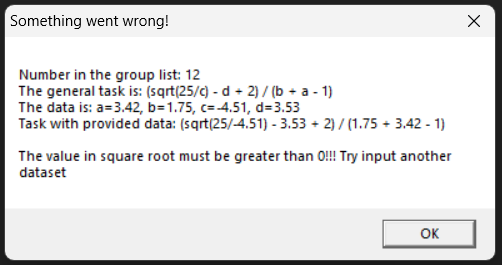 Something went wrong!
Number in the group list: 12
The general task is: (sqrt(25/c) - d + 2) / (b + a - 1)
The data is: a=3.42, b=1.75, c=-4.51, d=3.53
Task with provided data: (sqrt(25/-4.51) - 3.53 + 2) / (1.75 + 3.42 - 1)
The value in square root must be greater than 0!!! Try input another
dataset
OK